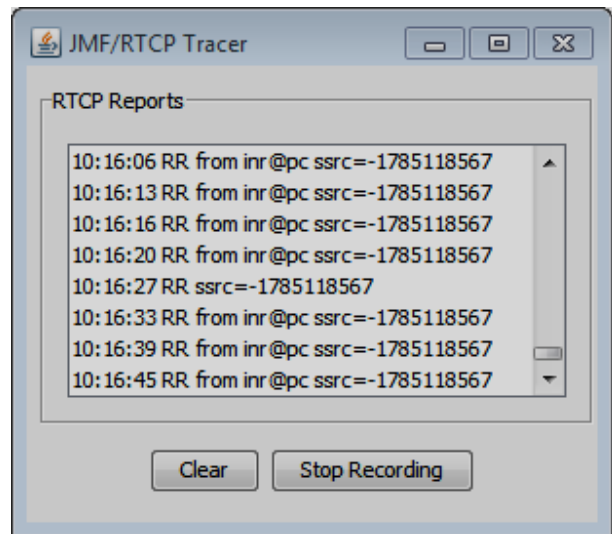 JMF/RTCP Tracer
RTCP Reports
10:16:06 RR from inr@pc ssrc=-1785118567
10:16:13 RR from inr@pc ssrc=-1785118567
10:16:16 RR from inr@pc ssrc=-1785118567
10:16:20 RR from inr@pc ssrc=-1785118567
10:16:27 RR ssrc=-1785118567
10:16:33 RR from inr@pc ssrc=-1785118567
10:16:39 RR from inr@pc ssrc=-1785118567
10:16:45 RR from inr@pc ssrc=-1785118567
Clear Stop Recording